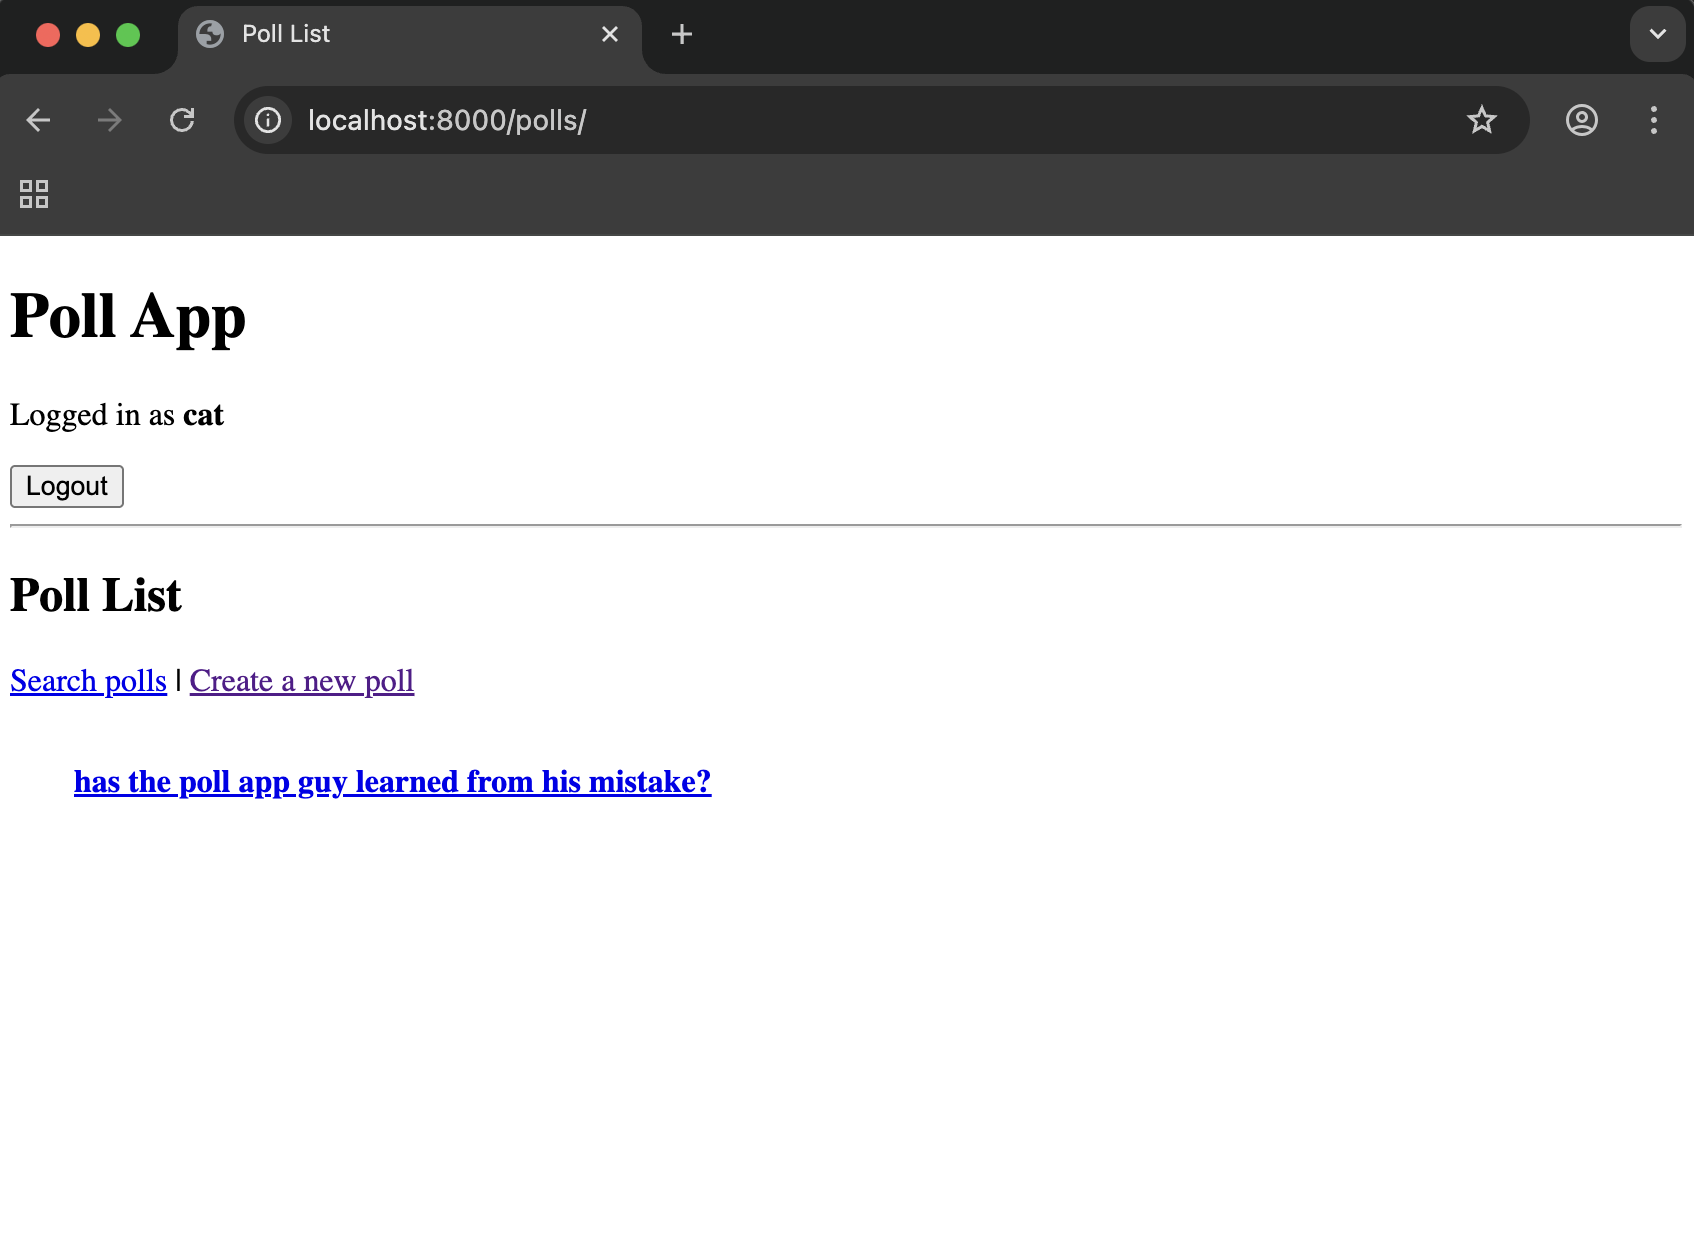 Poll List
localhost:8000/polls/
Poll App
Logged in as cat
Logout
Poll List
Search polls | Create a new poll
has the poll app guy learned from his mistake?